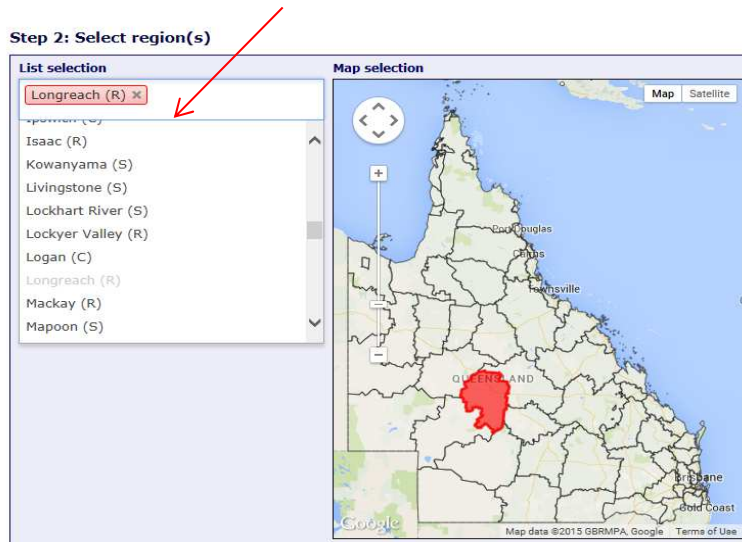 Step 2: Select region(s)
List selection
Map selection
Longreach (R) ×
Ipswich (C)
Isaac (R)
Kowanyama (S)
Livingstone (S)
Lockhart River (S)
Lockyer Valley (R)
Logan (C)
Longreach (R)
Mackay (R)
Mapoon (S)
Map
Satellite
Port Douglas
Cairns
Townsville
QUEENSLAND
Brisbane
Gold Coast
Google
Map data ©2015 GBRMPA, Google
Terms of Use